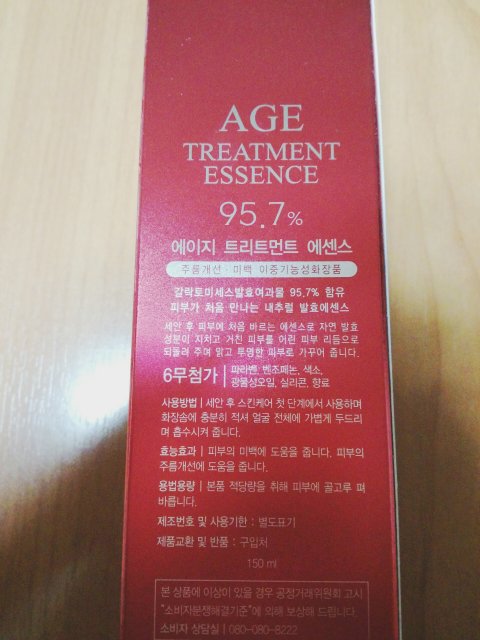 AGE
TREATMENT
ESSENCE
95.7%
에이지 트리트먼트 에센스
주름개선 · 미백 이중기능성화장품
갈락토미세스발효여과물 95.7% 함유
피부가 처음 만나는 내추럴 발효에센스
세안 후 피부에 처음 바르는 에센스로 자연 발효
성분이 지치고 거친 피부를 어린 피부 리듬으로
되돌려 주며 맑고 투명한 피부로 가꾸어 줍니다.
6무첨가 | 파라벤, 벤조페논, 색소,
광물성오일, 실리콘, 향료
사용방법 | 세안 후 스킨케어 첫 단계에서 사용하며
화장솜에 충분히 적셔 얼굴 전체에 가볍게 두드리
며 흡수시켜 줍니다.
효능효과 | 피부의 미백에 도움을 줍니다. 피부의
주름개선에 도움을 줍니다.
용법용량 | 본품 적당량을 취해 피부에 골고루 펴
바릅니다.
제조번호 및 사용기한 : 별도표기
제품교환 및 반품 : 구입처
150 ml
본 상품에 이상이 있을 경우 공정거래위원회 고시
"소비자분쟁해결기준"에 의해 보상해 드립니다.
소비자 상담실 | 080-080-8222